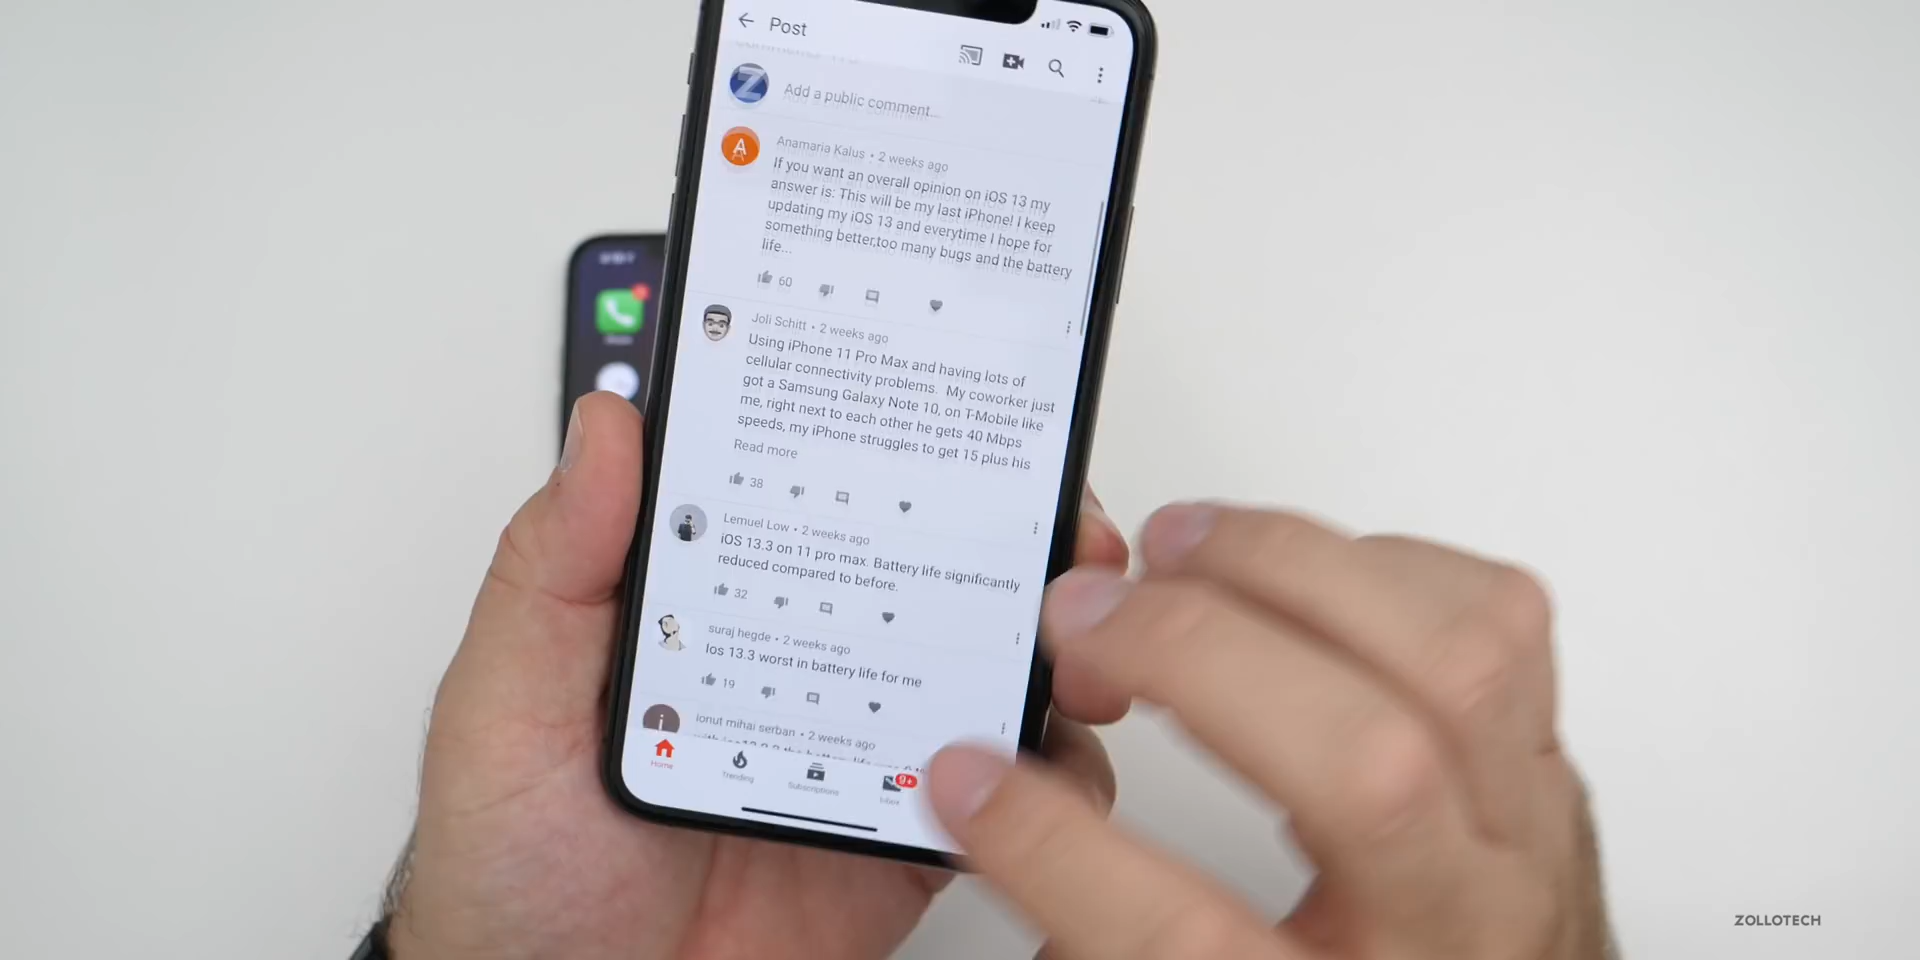 Post
Add a public comment...
A
Anamaria Kalus • 2 weeks ago
If you want an overall opinion on iOS 13 my
answer is: This will be my last iPhone! I keep
updating my iOS 13 and everytime I hope for
something better,too many bugs and the battery
life...
60
Joli Schitt • 2 weeks ago
Using iPhone 11 Pro Max and having lots of
cellular connectivity problems. My coworker just
got a Samsung Galaxy Note 10, on T-Mobile like
me, right next to each other he gets 40 Mbps
speeds, my iPhone struggles to get 15 plus his
Read more
38
Lemuel Low • 2 weeks ago
iOS 13.3 on 11 pro max. Battery life significantly
reduced compared to before.
32
suraj hegde • 2 weeks ago
Ios 13.3 worst in battery life for me
19
i
ionut mihai serban • 2 weeks ago
Home
Trending
Subscriptions
9+
Inbox
ZOLLOTECH